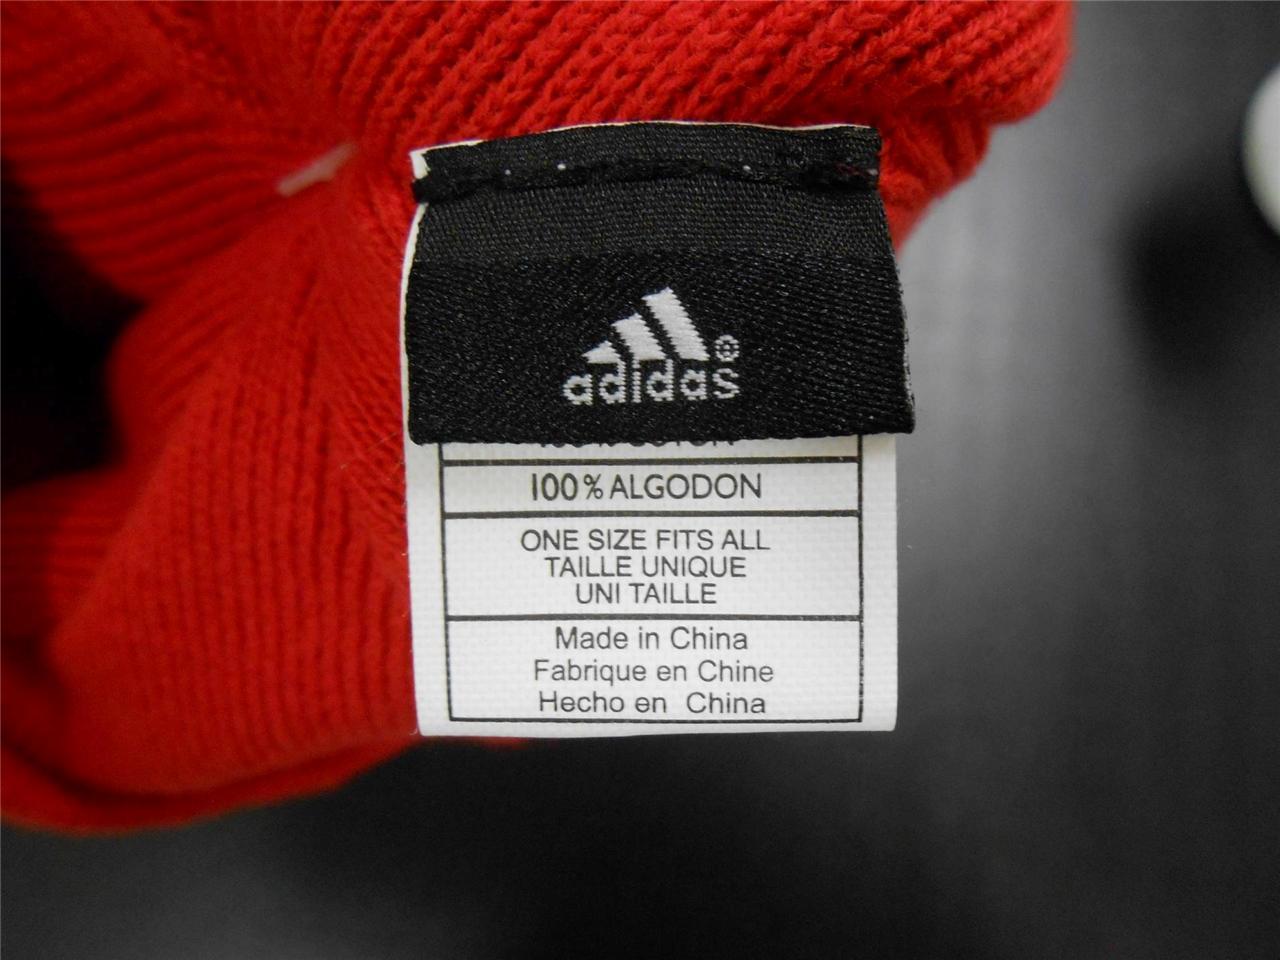 adidas®
100% ALGODON
ONE SIZE FITS ALL
TAILLE UNIQUE
UNI TAILLE
Made in China
Fabrique en Chine
Hecho en China